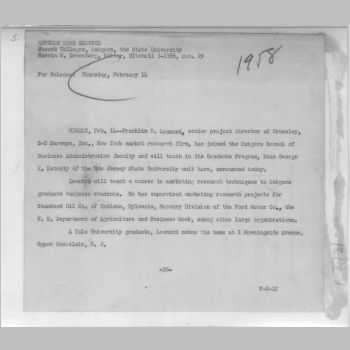 5.
RUTGERS NEWS SERVICE
Newark Colleges, Rutgers, the State University
Marvin W. Greenberg, Editor, Mitchell 3-1766, Ext. 29
1958
For Release: Thursday, February 14
NEWARK, Feb. 14--Franklin E. Leonard, senior project director of Crossley,
S-D Surveys, Inc., New York market research firm, has joined the Rutgers School of
Business Administration faculty and will teach in its Graduate Program, Dean George
R. Esterly of the New Jersey State University unit here, announced today.
Leonard will teach a course in marketing research techniques to Rutgers
graduate business students. He has supervised marketing research projects for
Standard Oil Co. of Indiana, Sylvania, Mercury Division of the Ford Motor Co., the
U. S. Department of Agriculture and Business Week, among other large organizations.
A Yale University graduate, Leonard makes his home at 1 Morningside Avenue,
Upper Montclair, N. J.
-30-
F-8-12